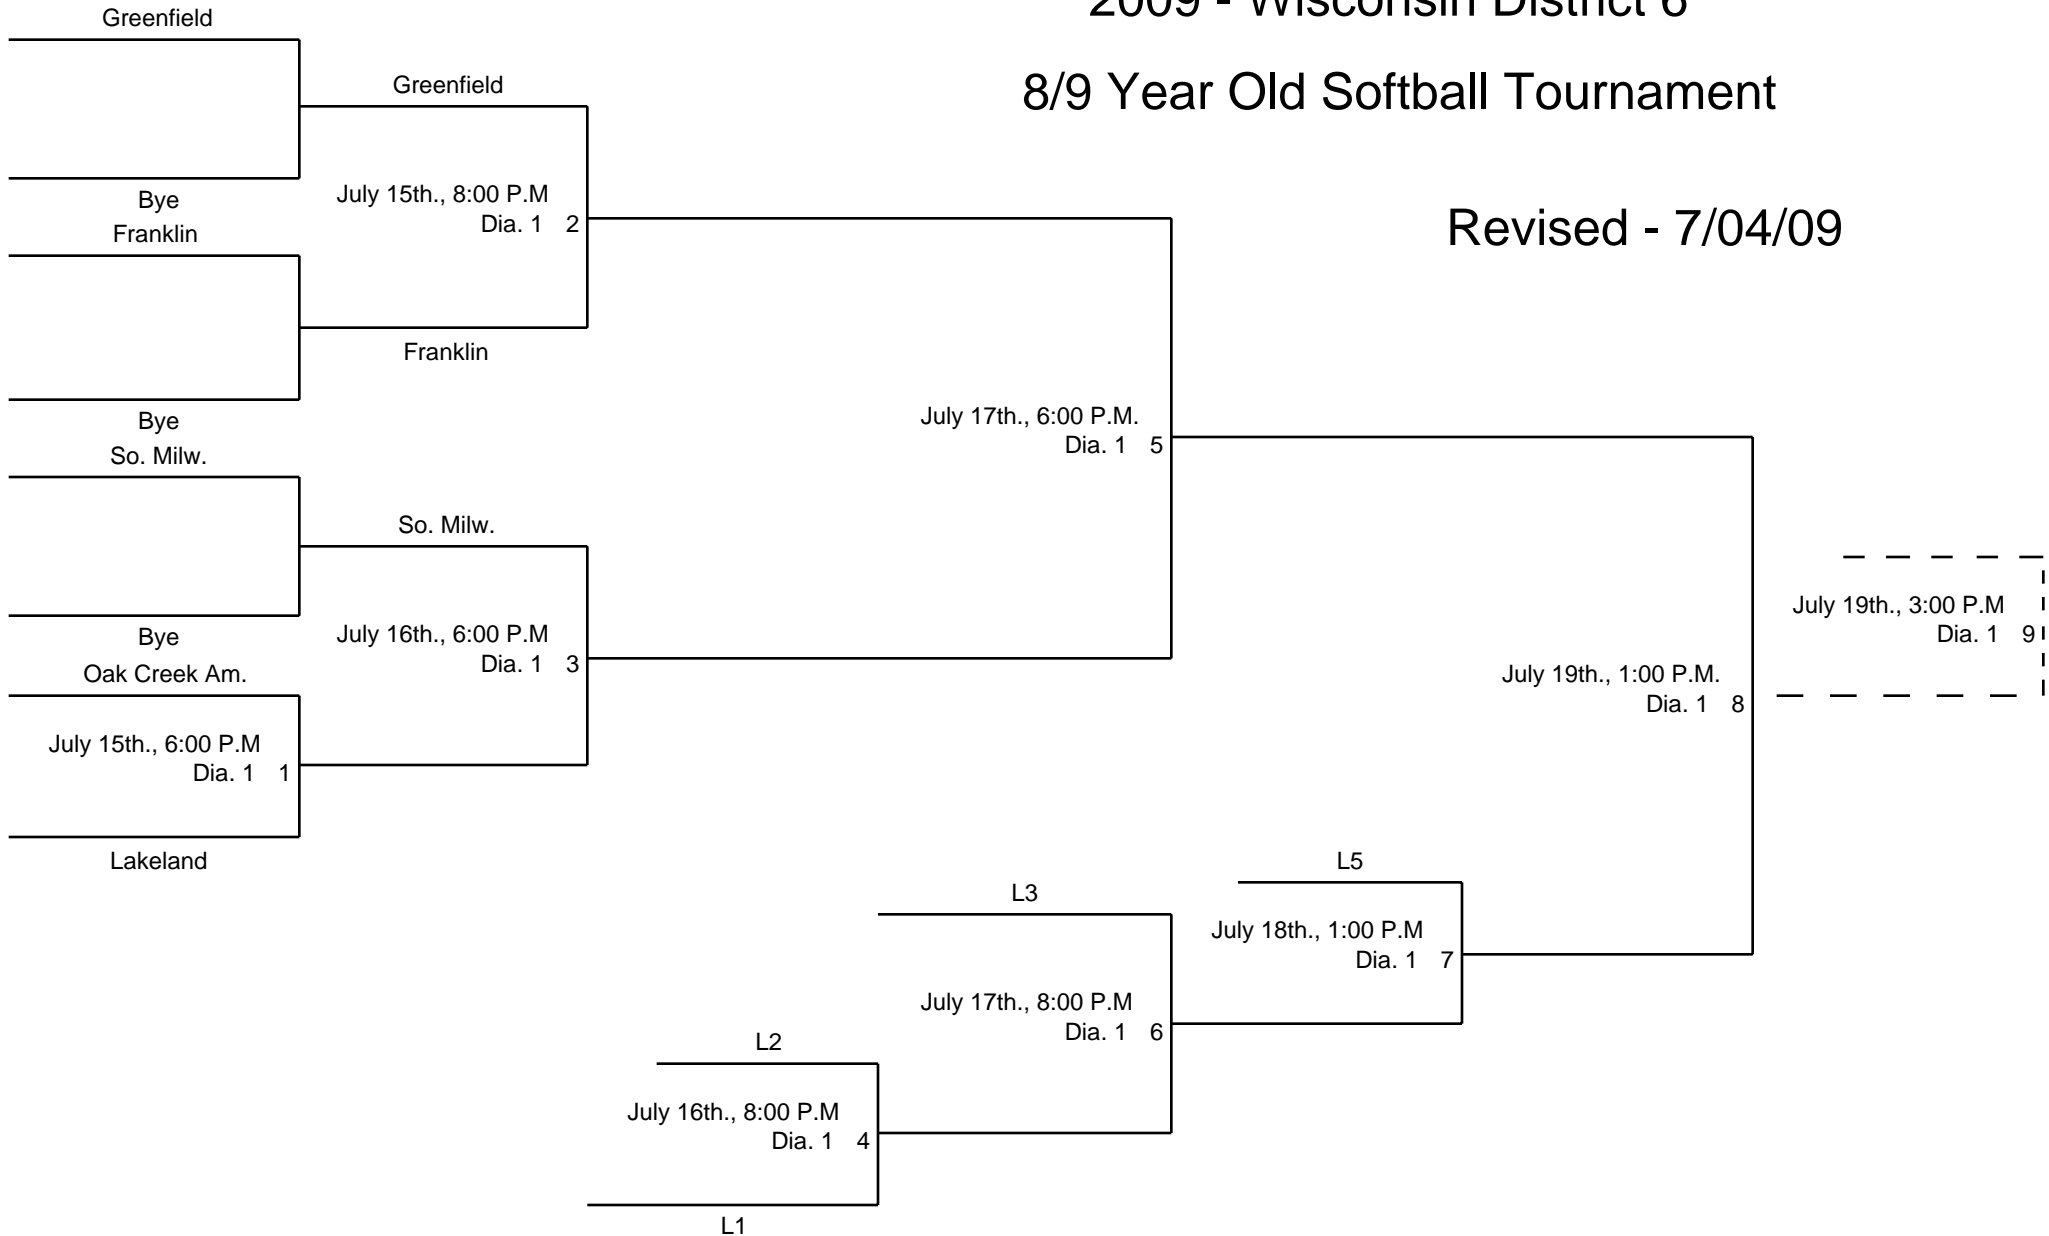 2009 - Wisconsin District 6
8/9 Year Old Softball Tournament
Revised - 7/04/09
Greenfield
Bye
Franklin
Bye
So. Milw.
Bye
Oak Creek Am.
July 15th., 6:00 P.M
Dia. 1 1
Lakeland
Greenfield
July 15th., 8:00 P.M
Dia. 1 2
Franklin
So. Milw.
July 16th., 6:00 P.M
Dia. 1 3
July 17th., 6:00 P.M.
Dia. 1 5
July 19th., 1:00 P.M.
Dia. 1 8
July 19th., 3:00 P.M
Dia. 1 9
L5
July 18th., 1:00 P.M
Dia. 1 7
L3
July 17th., 8:00 P.M
Dia. 1 6
L2
July 16th., 8:00 P.M
Dia. 1 4
L1